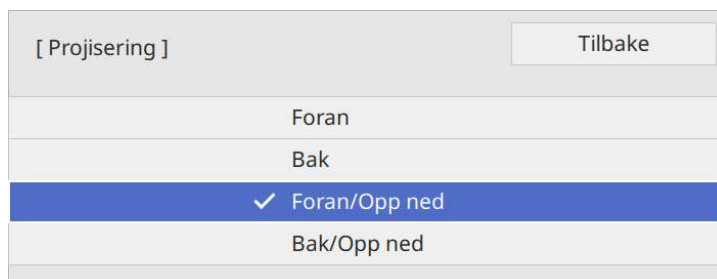 [ Projisering ]
Tilbake
Foran
Bak
Foran/Opp ned
Bak/Opp ned